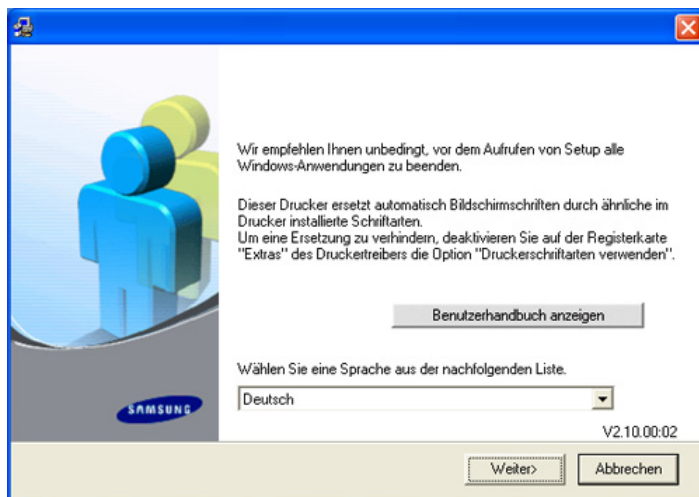 Wir empfehlen Ihnen unbedingt, vor dem Aufrufen von Setup alle
Windows-Anwendungen zu beenden.
Dieser Drucker ersetzt automatisch Bildschirmschriften durch ähnliche im
Drucker installierte Schriftarten.
Um eine Ersetzung zu verhindern, deaktivieren Sie auf der Registerkarte
"Extras" des Druckertreibers die Option "Druckerschriftarten verwenden".
Benutzerhandbuch anzeigen
Wählen Sie eine Sprache aus der nachfolgenden Liste.
Deutsch
SAMSUNG
V2.10.00:02
Weiter>
Abbrechen